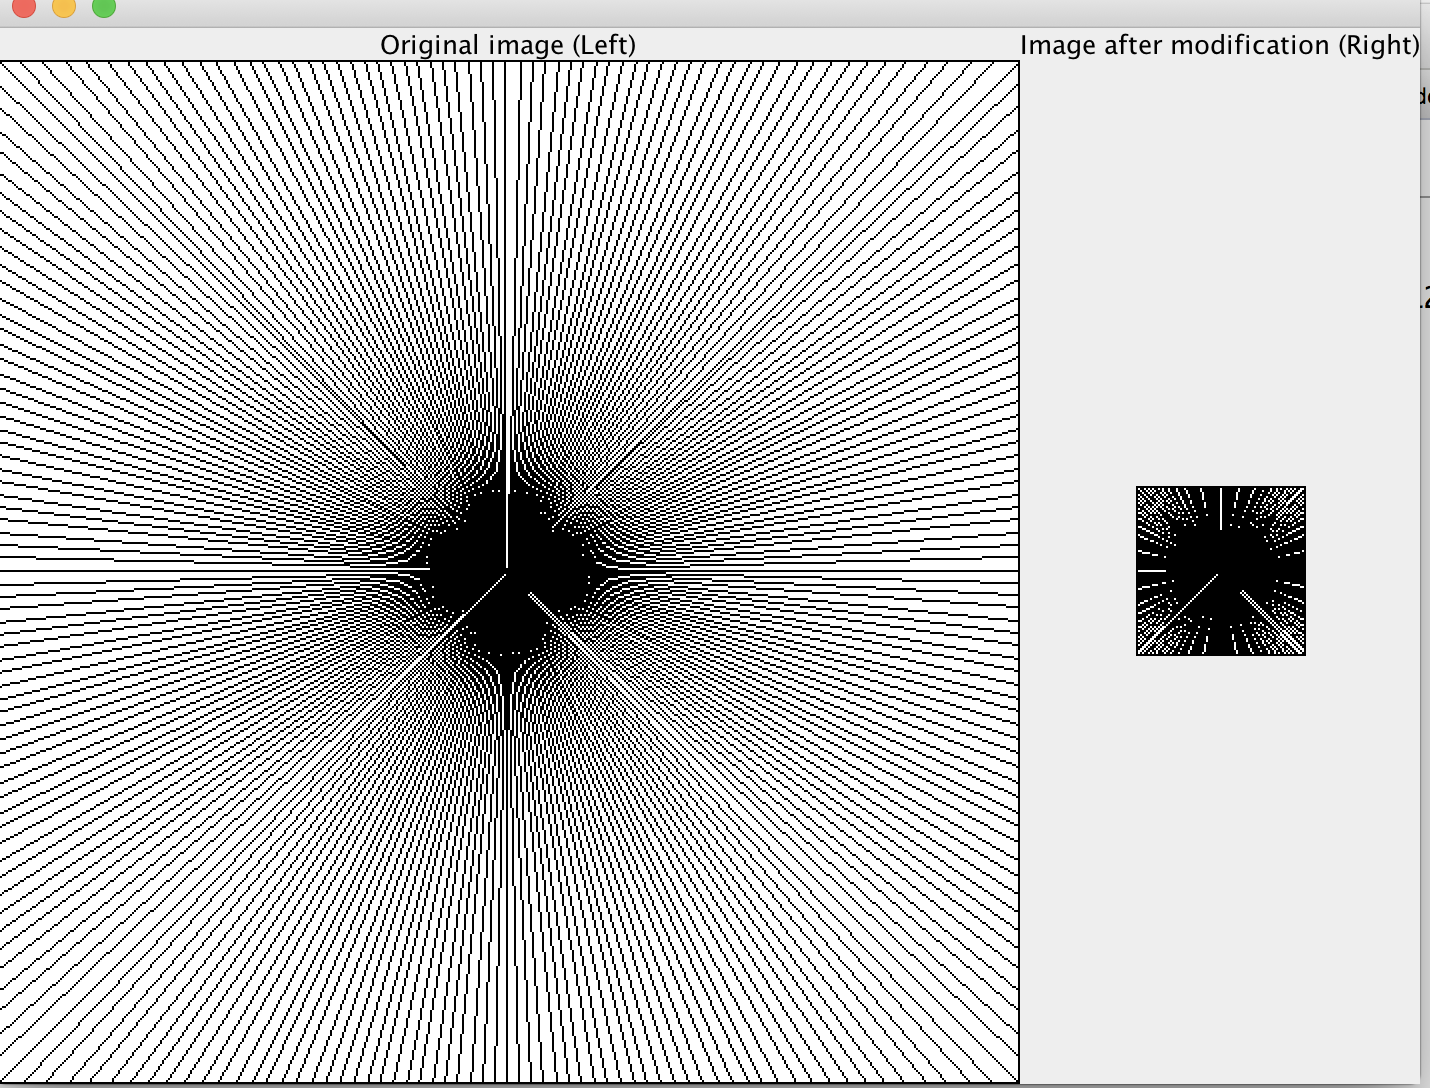 Original image (Left)
Image after modification (Right)